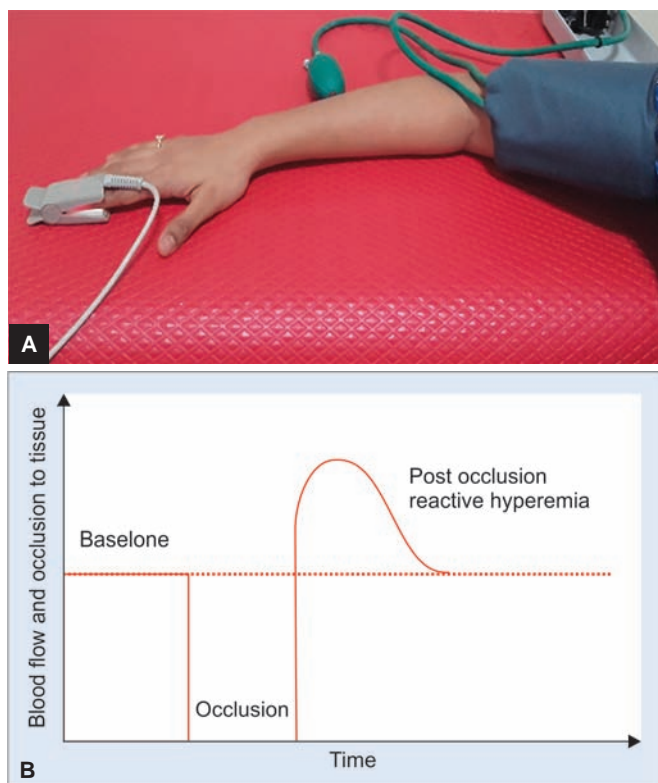 A
Blood flow and occlusion to tissue
Baselone
Post occlusion
reactive hyperemia
Occlusion
Time
B